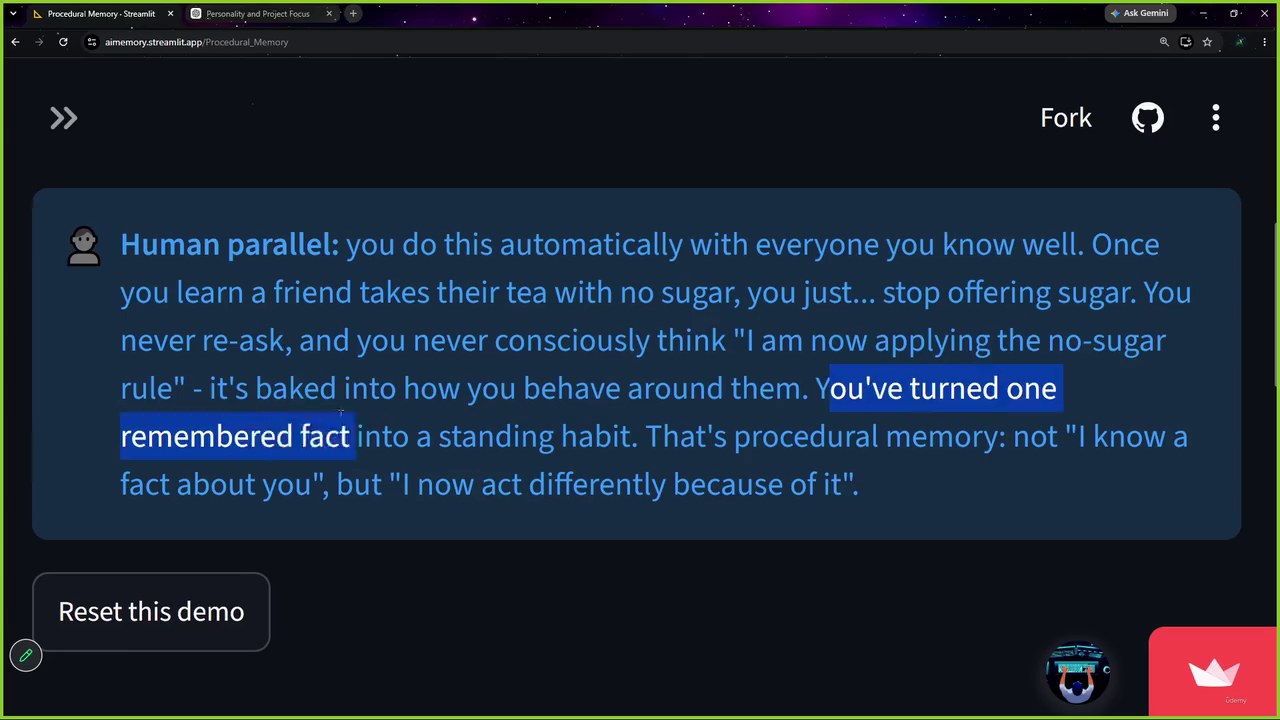 Procedural Memory - Streamlit
Personality and Project Focus
Ask Gemini
aimemory.streamlit.app/Procedural_Memory
Fork
Human parallel: you do this automatically with everyone you know well. Once
you learn a friend takes their tea with no sugar, you just... stop offering sugar. You
never re-ask, and you never consciously think "I am now applying the no-sugar
rule" - it's baked into how you behave around them. You've turned one
remembered fact into a standing habit. That's procedural memory: not "I know a
fact about you", but "I now act differently because of it".
Reset this demo
ûdemy